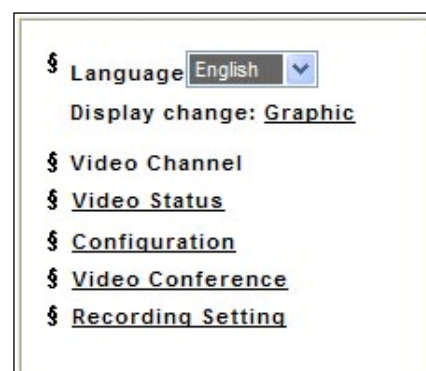 § Language English
Display change: Graphic
§ Video Channel
§ Video Status
§ Configuration
§ Video Conference
§ Recording Setting